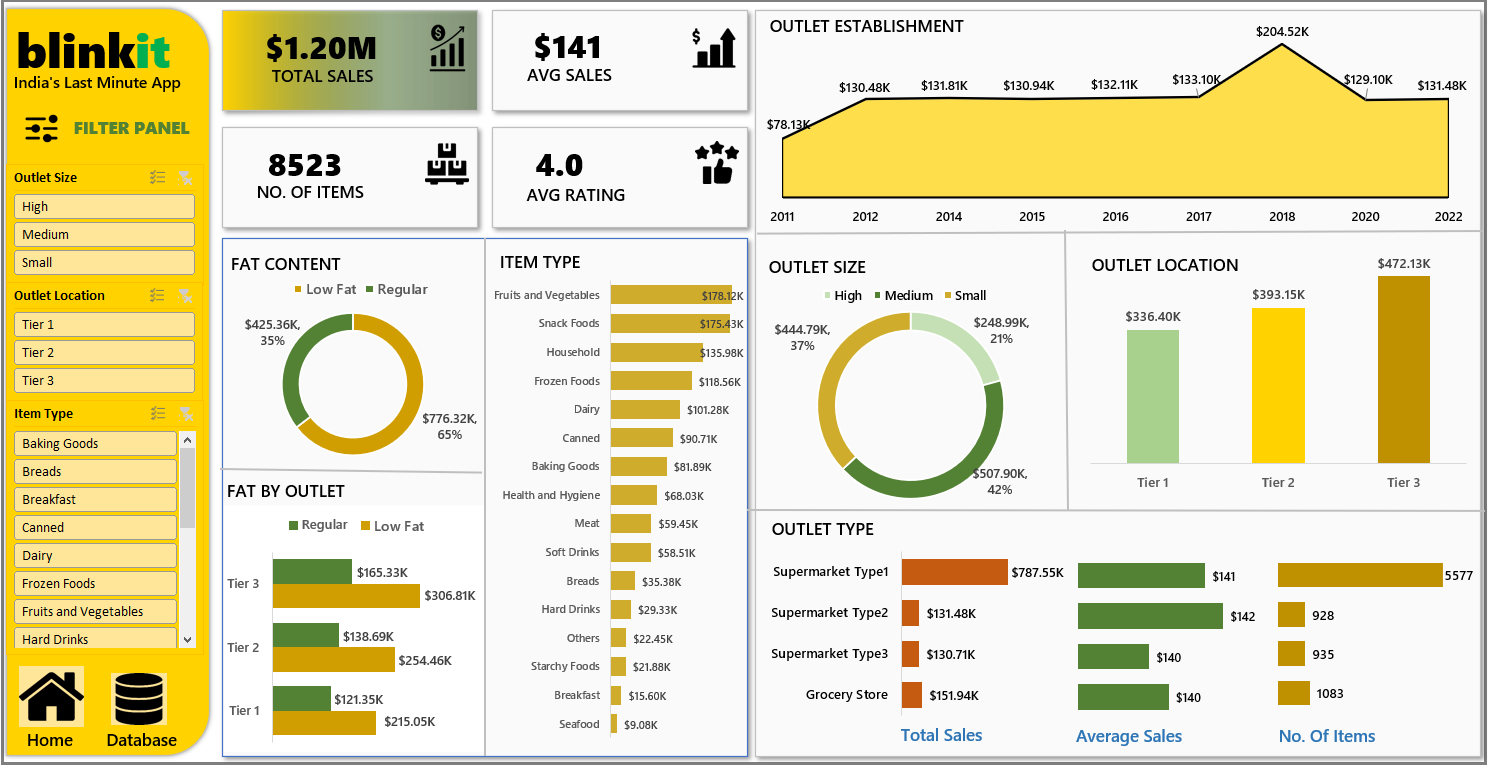 blinkit
India's Last Minute App
FILTER PANEL
Outlet Size
High
Medium
Small
Outlet Location
Tier 1
Tier 2
Tier 3
Item Type
Baking Goods
Breads
Breakfast
Canned
Dairy
Frozen Foods
Fruits and Vegetables
Hard Drinks
Home
Database
$1.20M
TOTAL SALES
$
$141
AVG SALES
$
8523
NO. OF ITEMS
4.0
AVG RATING
FAT CONTENT
Low Fat
Regular
$425.36K,
35%
$776.32K,
65%
FAT BY OUTLET
Regular
Low Fat
Tier 3
$165.33K
$306.81K
Tier 2
$138.69K
$254.46K
Tier 1
$121.35K
$215.05K
ITEM TYPE
Fruits and Vegetables $178.12K
Snack Foods $175.43K
Household $135.98K
Frozen Foods $118.56K
Dairy $101.28K
Canned $90.71K
Baking Goods $81.89K
Health and Hygiene $68.03K
Meat $59.45K
Soft Drinks $58.51K
Breads $35.38K
Hard Drinks $29.33K
Others $22.45K
Starchy Foods $21.88K
Breakfast $15.60K
Seafood $9.08K
OUTLET ESTABLISHMENT
$78.13K
$130.48K
$131.81K
$130.94K
$132.11K
$133.10K
$204.52K
$129.10K
$131.48K
2011 2012 2014 2015 2016 2017 2018 2020 2022
OUTLET SIZE
High Medium Small
$444.79K,
37%
$248.99K,
21%
$507.90K,
42%
OUTLET LOCATION
$336.40K
$393.15K
$472.13K
Tier 1 Tier 2 Tier 3
OUTLET TYPE
Supermarket Type1 $787.55K $141 5577
Supermarket Type2 $131.48K $142 928
Supermarket Type3 $130.71K $140 935
Grocery Store $151.94K $140 1083
Total Sales Average Sales No. Of Items